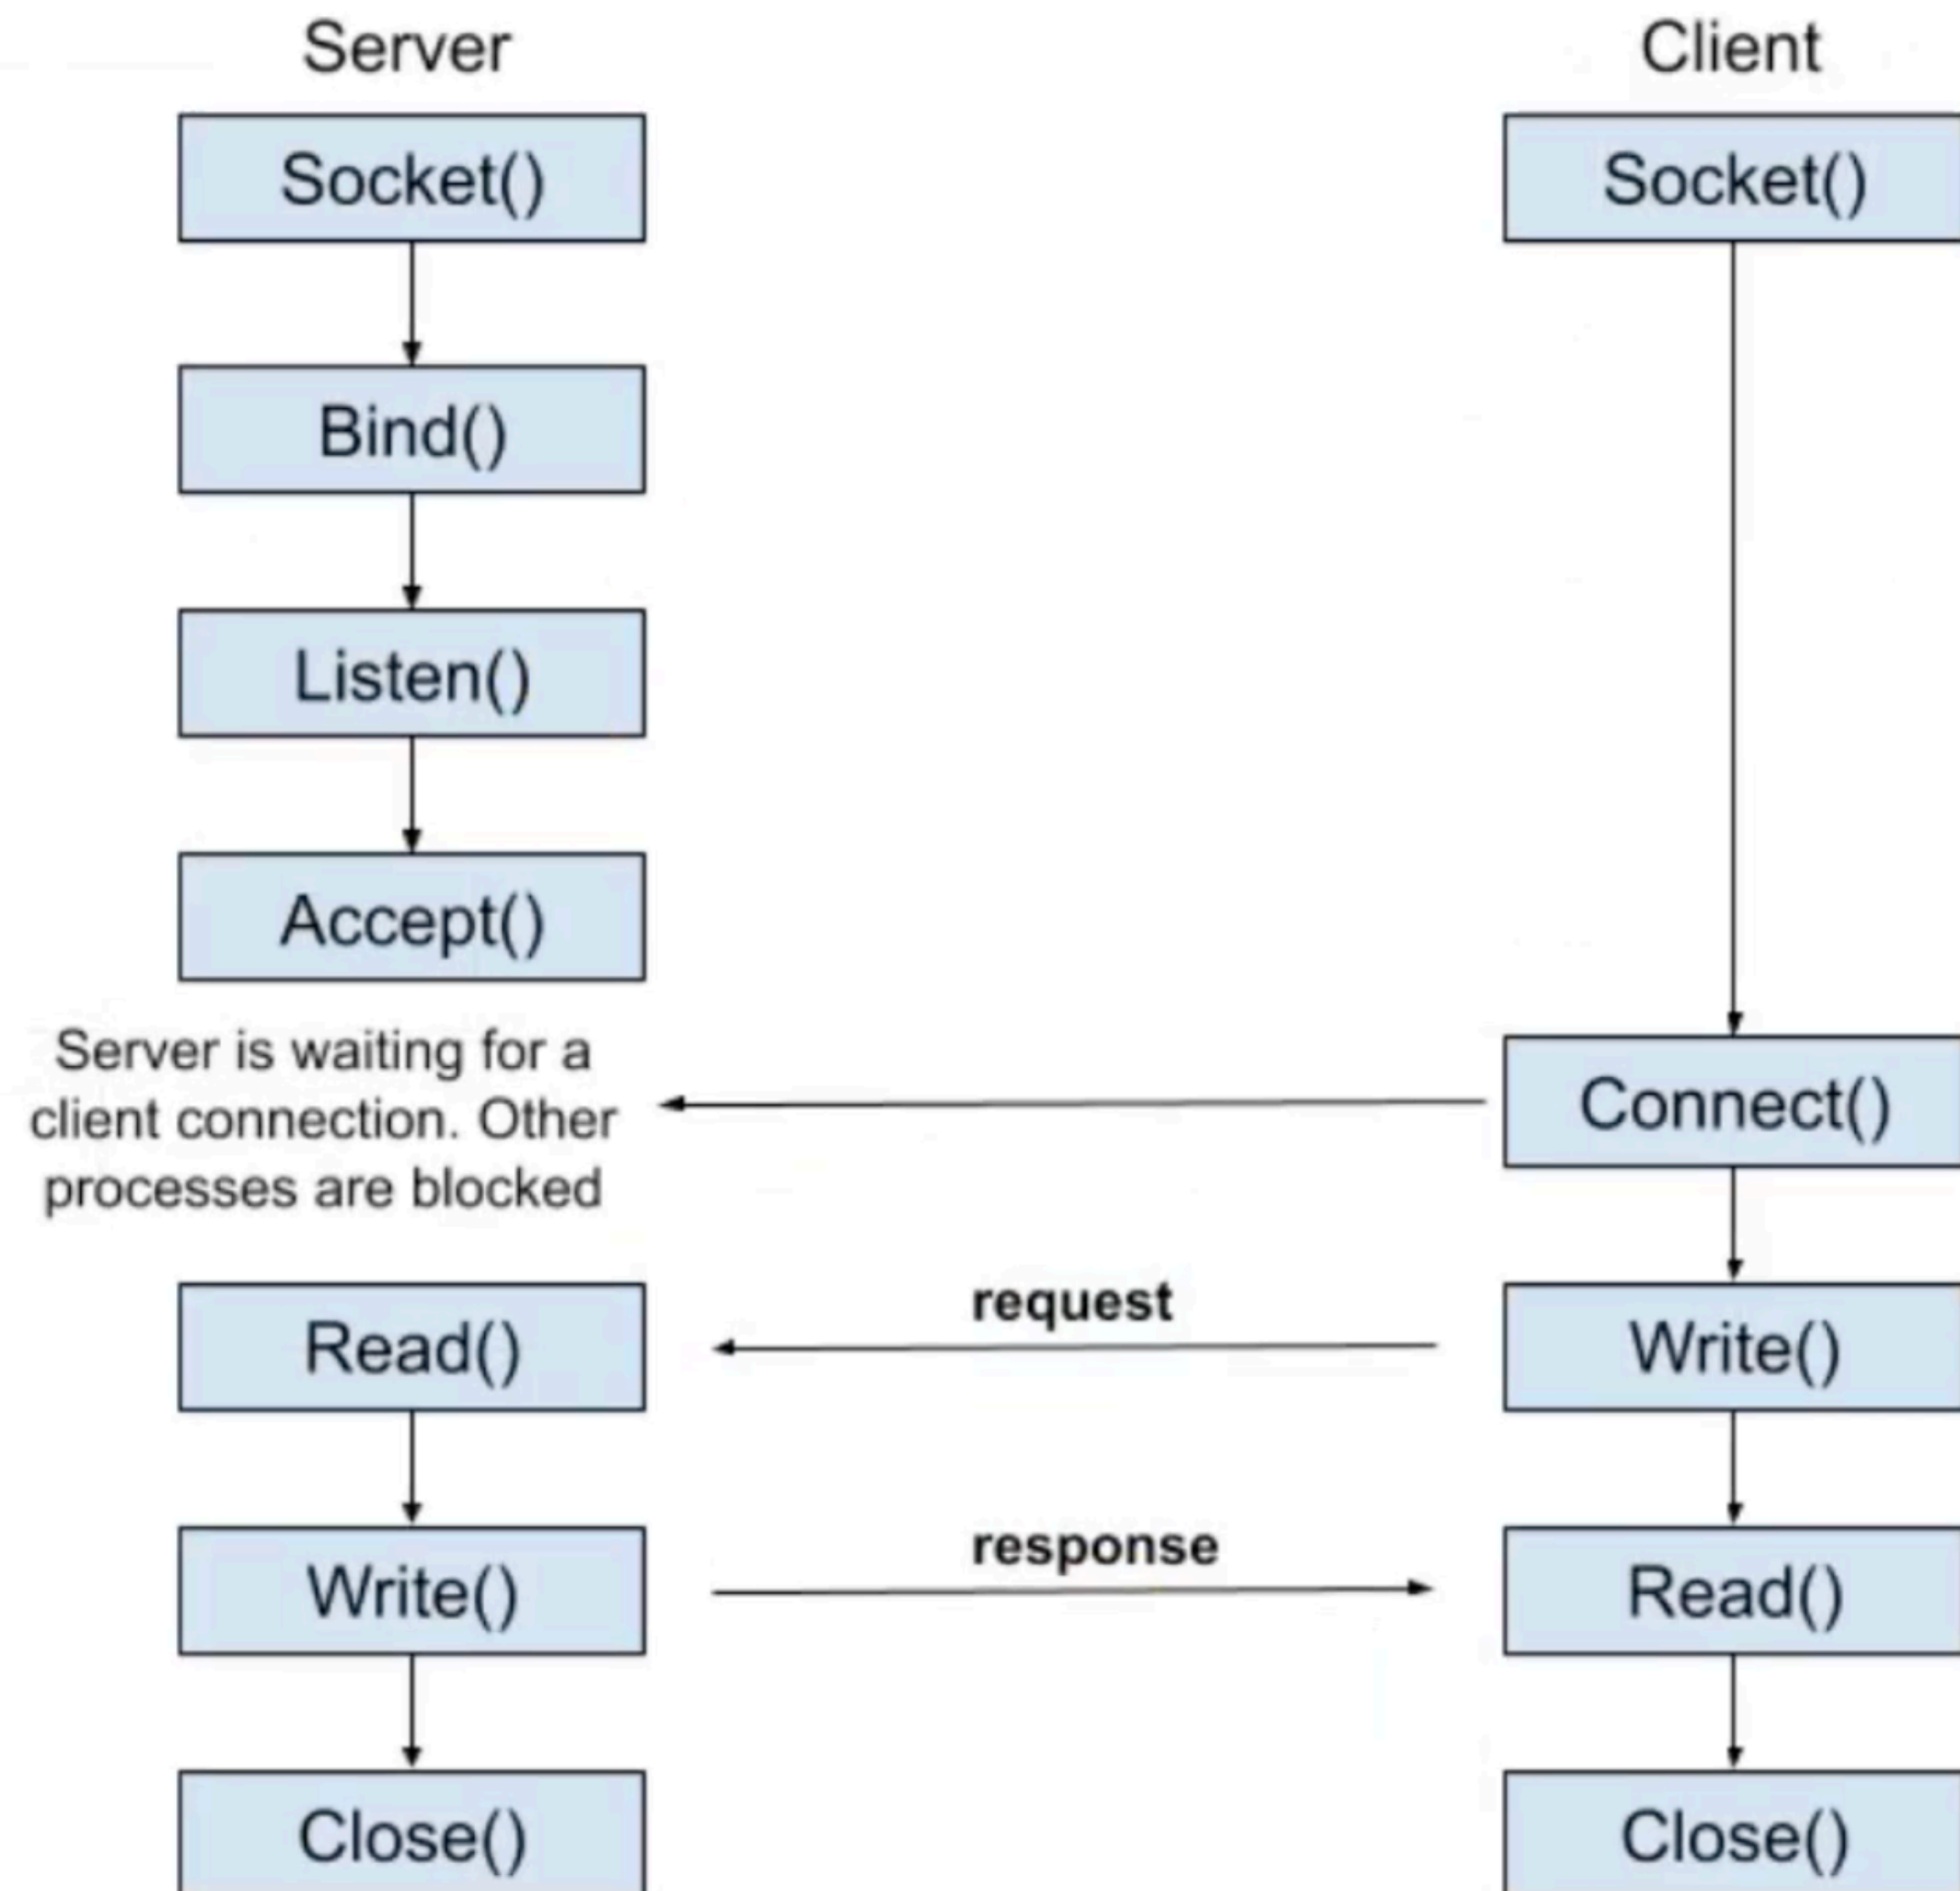 Server
Client
Socket()
Socket()
Bind()
Listen()
Accept()
Server is waiting for a
client connection. Other
processes are blocked
Connect()
Read()
request
Write()
Write()
response
Read()
Close()
Close()